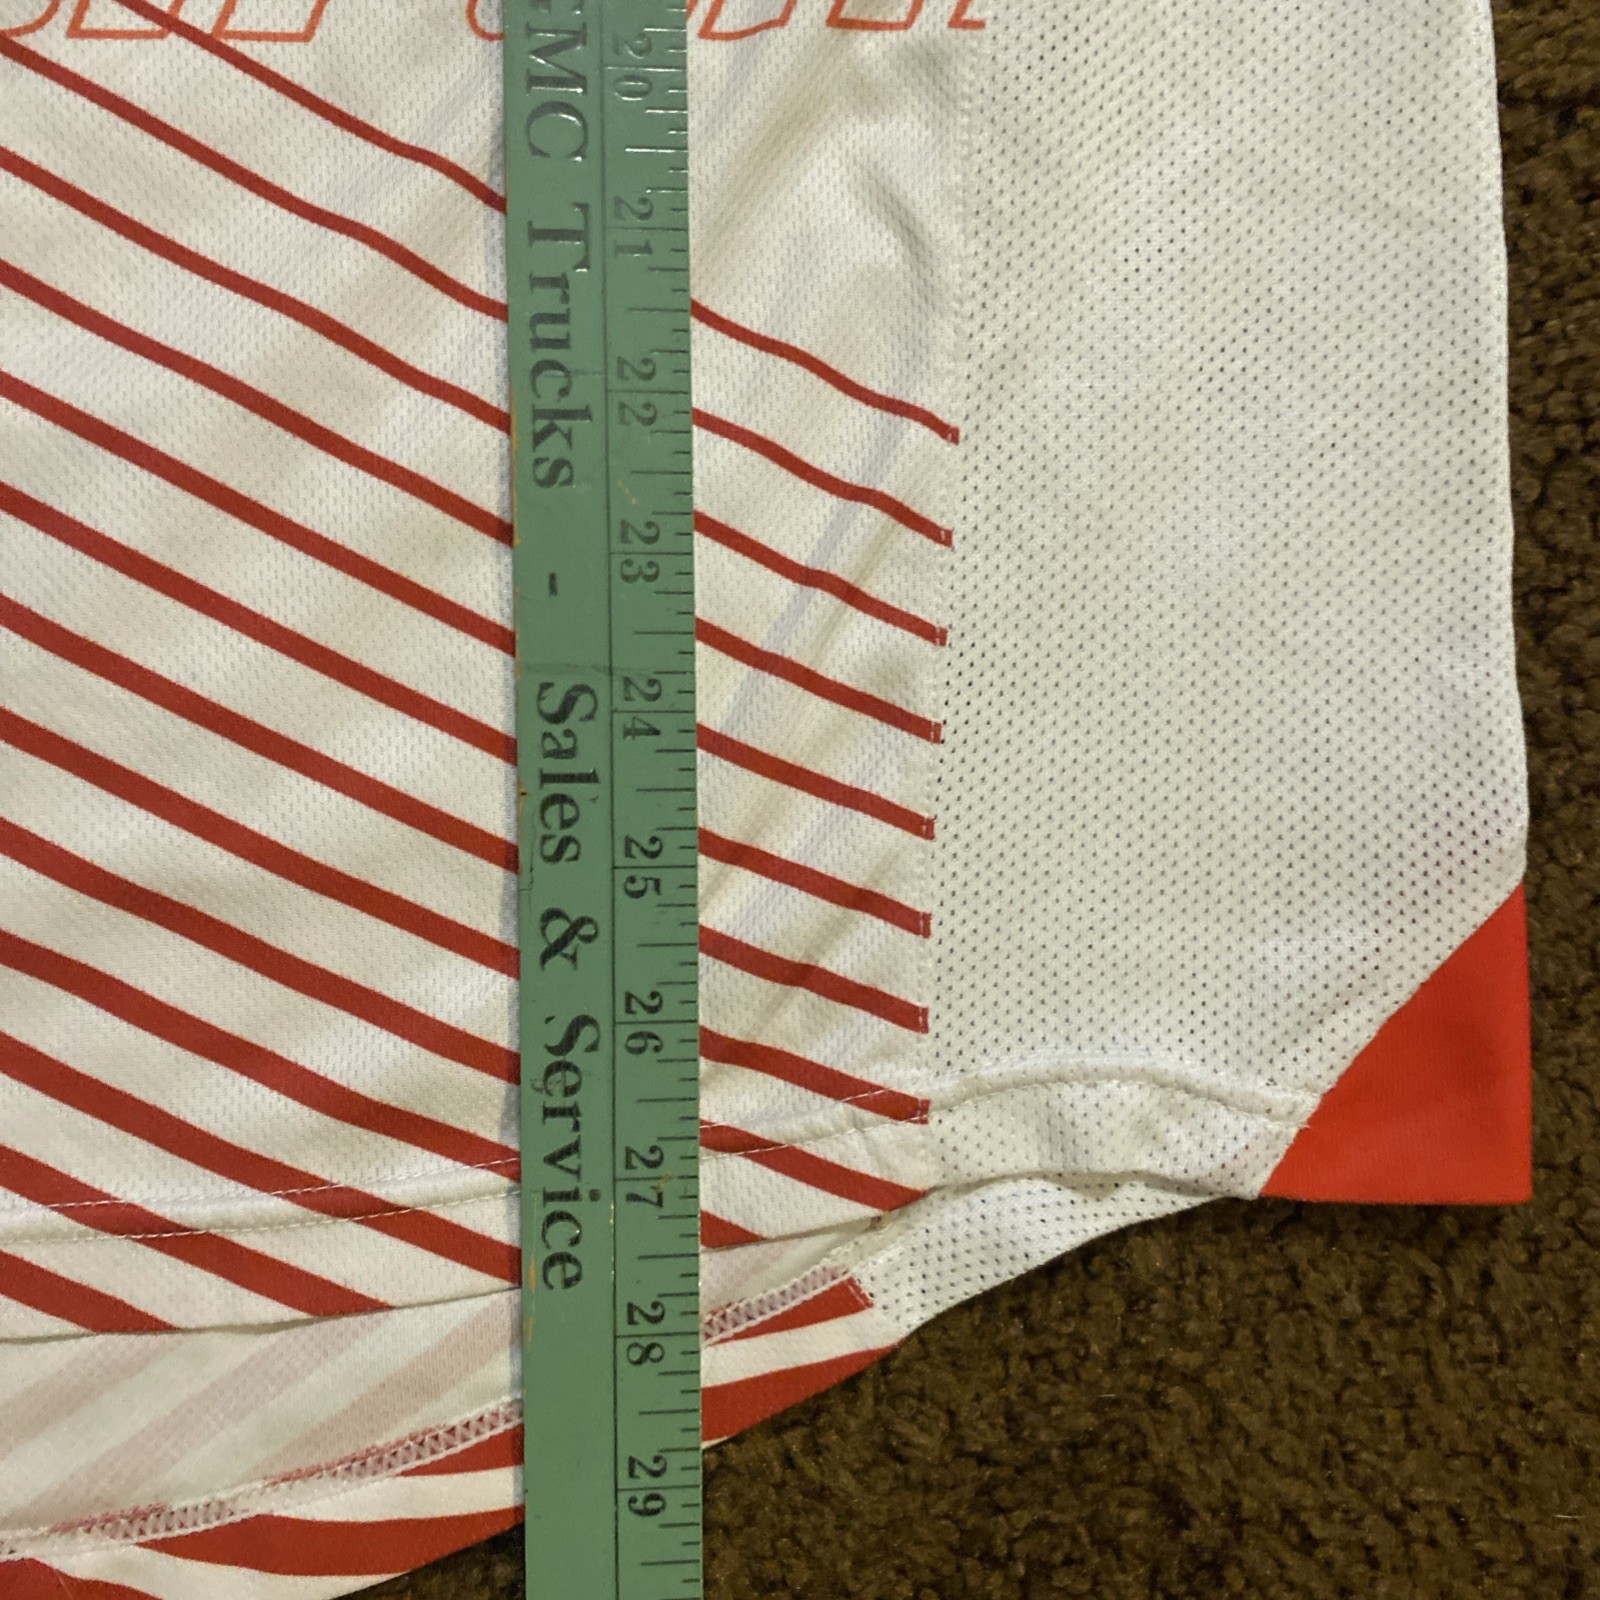 GMC Trucks - Sales & Service
20 21 22 23 24 25 26 27 28 29